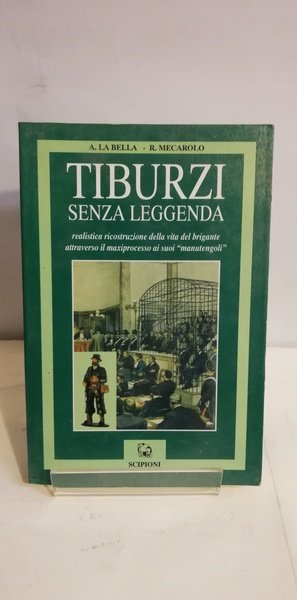 A. LA BELLA - R. MECAROLO
TIBURZI
SENZA LEGGENDA
realistica ricostruzione della vita del brigante
attraverso il maxiprocesso ai suoi "manutengoli"
SCIPIONI